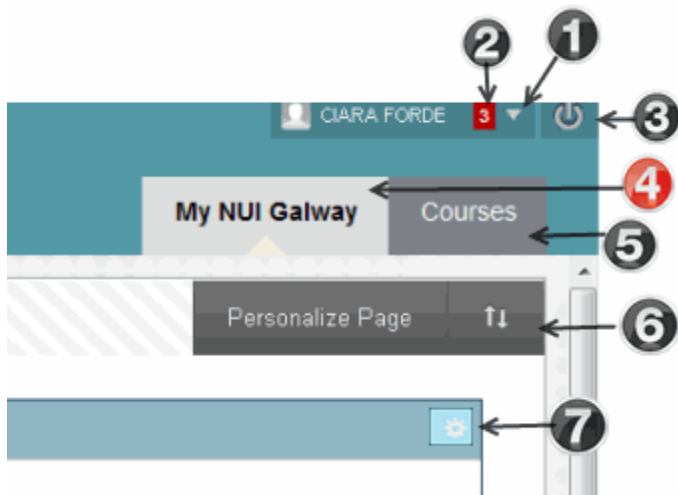 2 1
CIARA FORDE 3 3
4
My NUI Galway Courses
5
Personalize Page 6
7